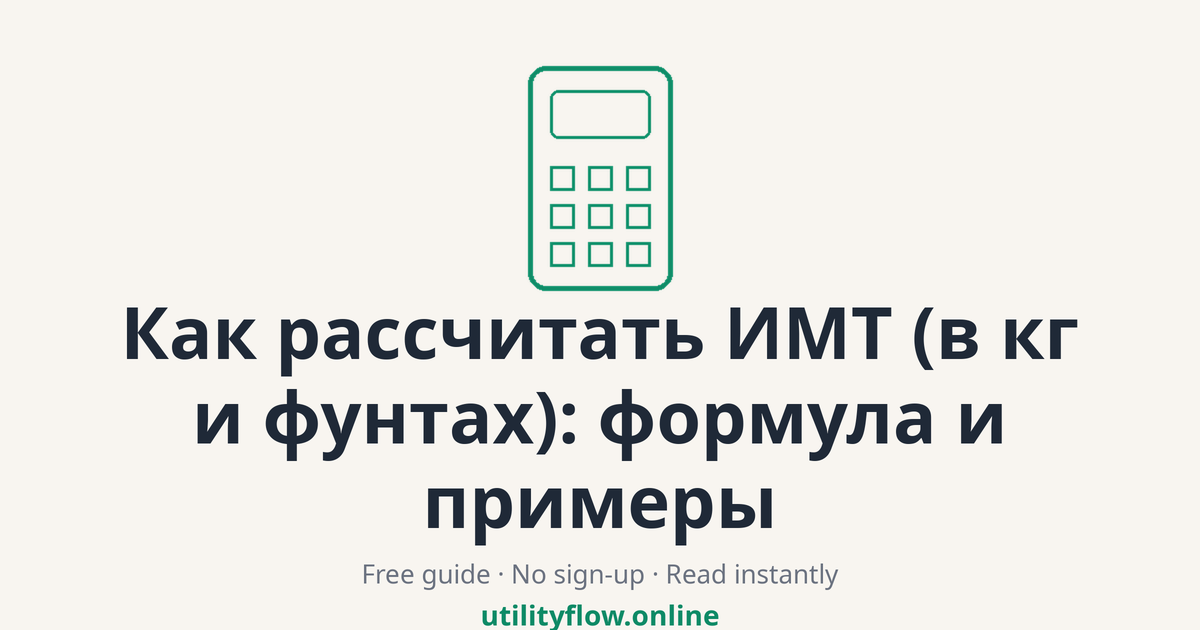 Как рассчитать ИМТ (в кг
и фунтах): формула и
примеры
Free guide · No sign-up · Read instantly
utilityflow.online